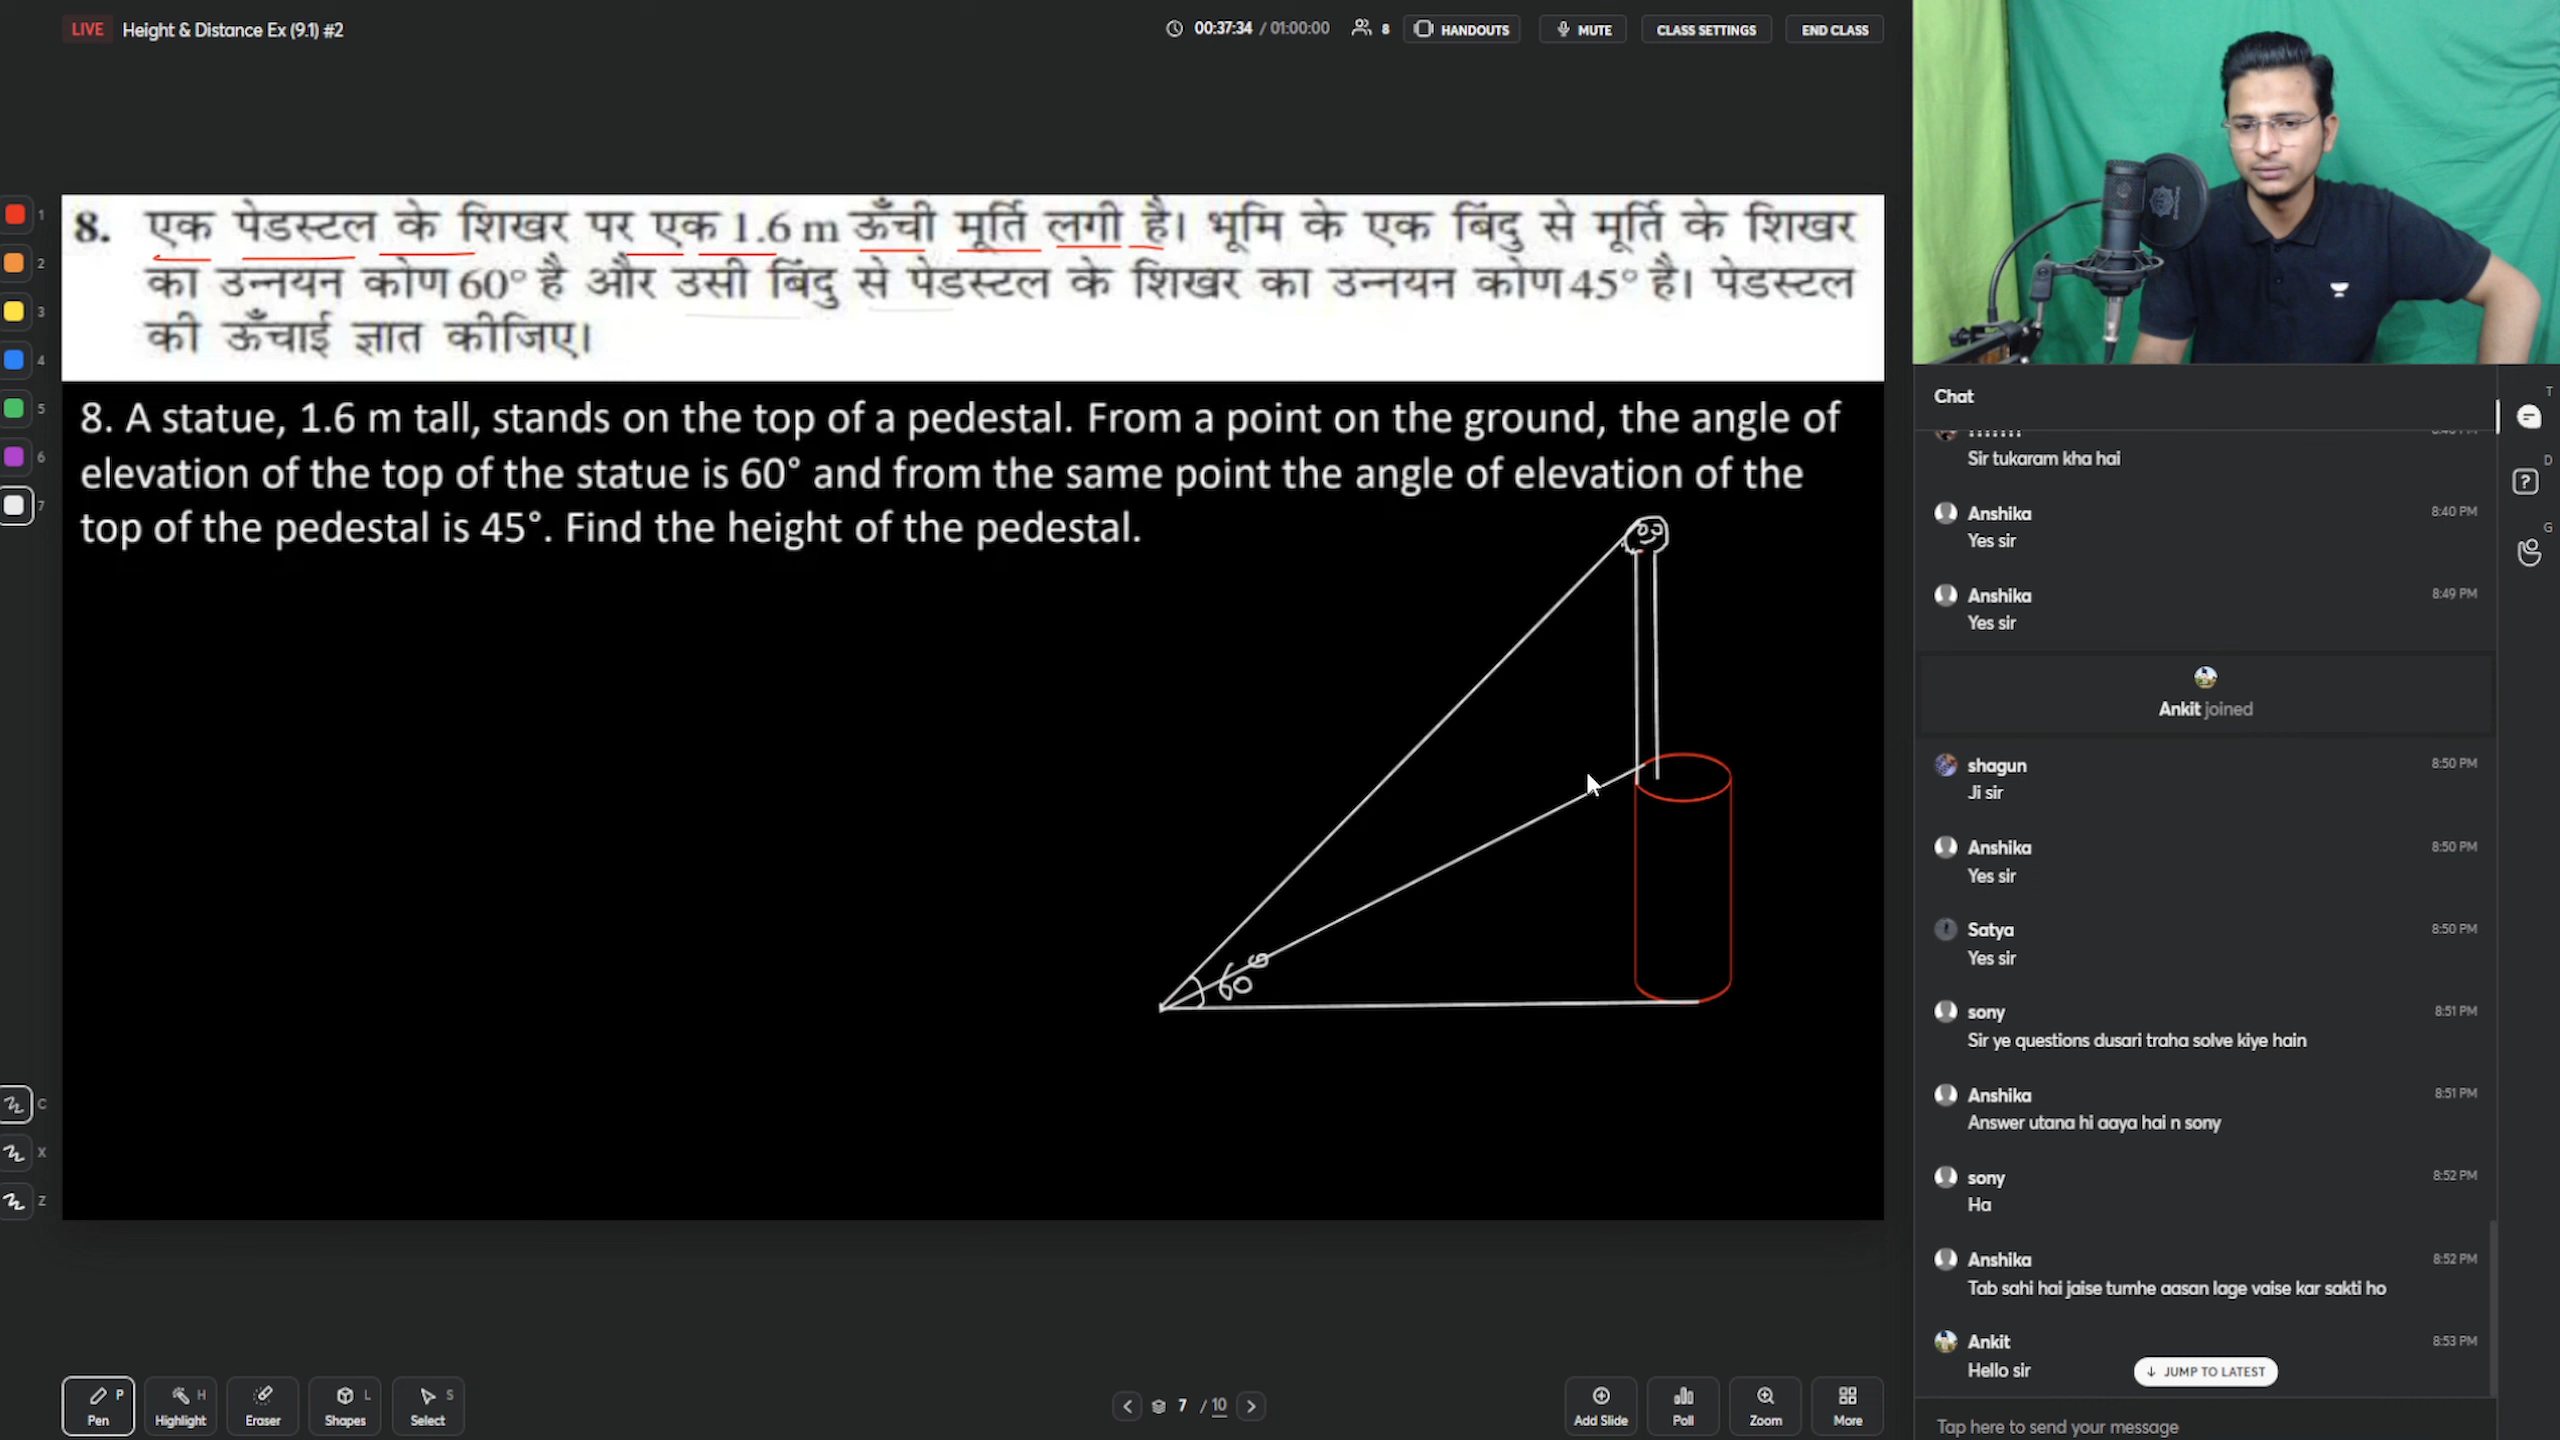 LIVE Height & Distance Ex (9.1) #2
00:37:34 / 01:00:00 8 HANDOUTS MUTE CLASS SETTINGS END CLASS
8. एक पेडस्टल के शिखर पर एक 1.6 m ऊँची मूर्ति लगी है। भूमि के एक बिंदु से मूर्ति के शिखर
का उन्नयन कोण 60° है और उसी बिंदु से पेडस्टल के शिखर का उन्नयन कोण 45° है। पेडस्टल
की ऊँचाई ज्ञात कीजिए।
8. A statue, 1.6 m tall, stands on the top of a pedestal. From a point on the ground, the angle of
elevation of the top of the statue is 60° and from the same point the angle of elevation of the
top of the pedestal is 45°. Find the height of the pedestal.
60°
1
2
3
4
5
6
7
C
X
Z
P
Pen
H
Highlight
Eraser
L
Shapes
S
Select
7 / 10
Add Slide
Poll
Zoom
More
Chat
Sir tukaram kha hai
Anshika 8:40 PM
Yes sir
Anshika 8:49 PM
Yes sir
Ankit joined
shagun 8:50 PM
Ji sir
Anshika 8:50 PM
Yes sir
Satya 8:50 PM
Yes sir
sony 8:51 PM
Sir ye questions dusari traha solve kiye hain
Anshika 8:51 PM
Answer utana hi aaya hai n sony
sony 8:52 PM
Ha
Anshika 8:52 PM
Tab sahi hai jaise tumhe aasan lage vaise kar sakti ho
Ankit 8:53 PM
Hello sir
JUMP TO LATEST
Tap here to send your message
T
D
?
G